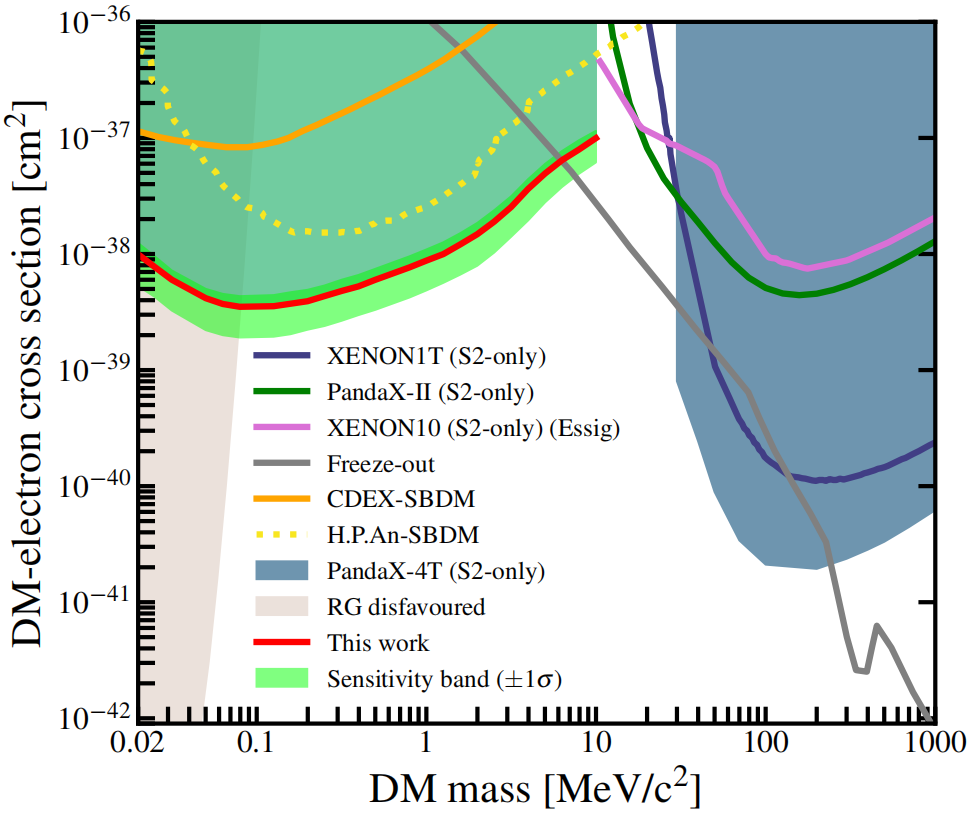 10⁻³⁶
10⁻³⁷
10⁻³⁸
10⁻³⁹
10⁻⁴⁰
10⁻⁴¹
10⁻⁴²
DM-electron cross section [cm²]
XENON1T (S2-only)
PandaX-II (S2-only)
XENON10 (S2-only) (Essig)
Freeze-out
CDEX-SBDM
H.P.An-SBDM
PandaX-4T (S2-only)
RG disfavoured
This work
Sensitivity band (±1σ)
0.02 0.1 1 10 100 1000
DM mass [MeV/c²]